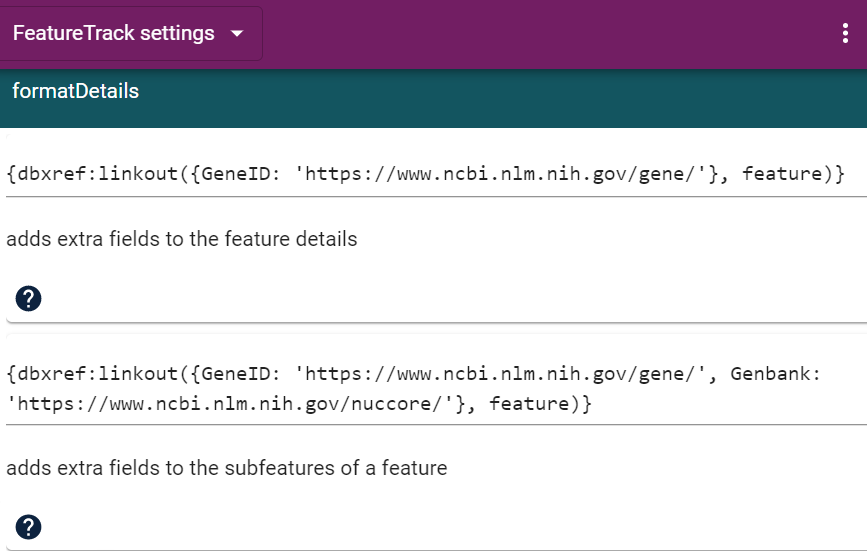 FeatureTrack settings
formatDetails
{dbxref:linkout({GeneID: 'https://www.ncbi.nlm.nih.gov/gene/'}, feature)}
adds extra fields to the feature details
?
{dbxref:linkout({GeneID: 'https://www.ncbi.nlm.nih.gov/gene/', Genbank:
'https://www.ncbi.nlm.nih.gov/nuccore/'}, feature)}
adds extra fields to the subfeatures of a feature
?